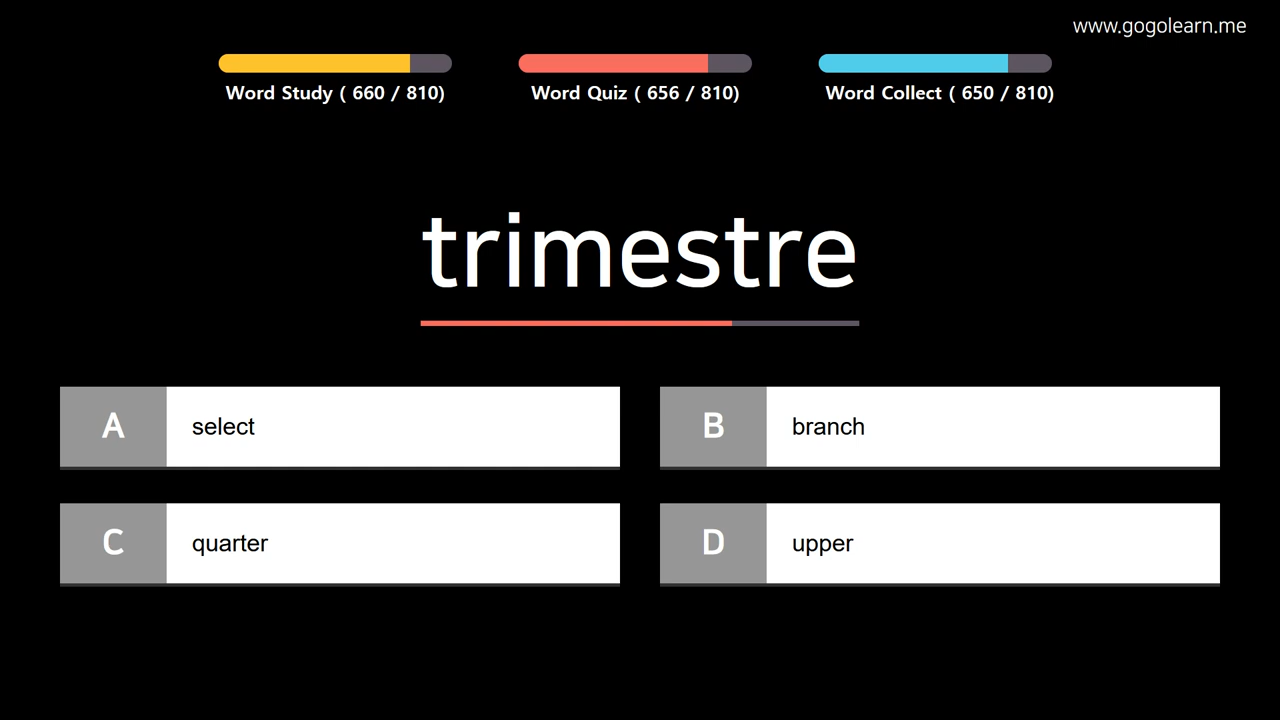 www.gogolearn.me
Word Study ( 660 / 810)
Word Quiz ( 656 / 810)
Word Collect ( 650 / 810)
trimestre
A select
B branch
C quarter
D upper